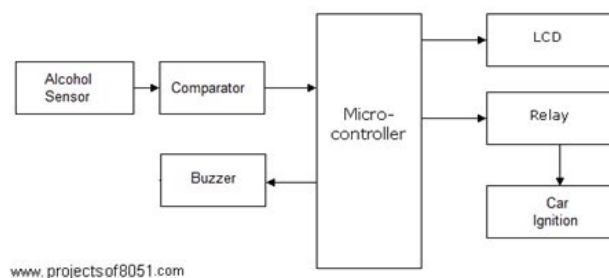 LCD
Alcohol
Sensor
Comparator
Micro-
controller
Relay
Buzzer
Car
Ignition
www.projectsof8051.com